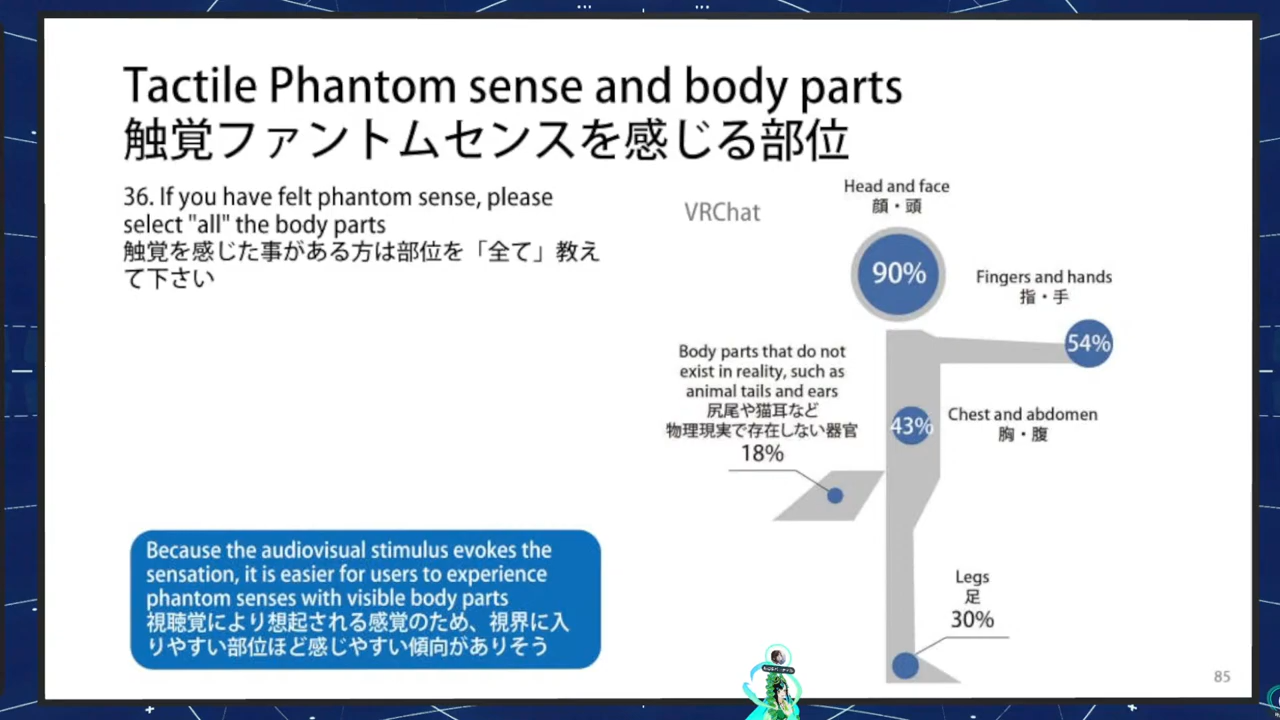 Tactile Phantom sense and body parts
触覚ファントムセンスを感じる部位
36. If you have felt phantom sense, please
select "all" the body parts
触覚を感じた事がある方は部位を「全て」教え
て下さい
VRChat
Head and face
顔・頭
90%
Fingers and hands
指・手
54%
Body parts that do not
exist in reality, such as
animal tails and ears
尻尾や猫耳など
物理現実で存在しない器官
18%
43%
Chest and abdomen
胸・腹
Legs
足
30%
Because the audiovisual stimulus evokes the
sensation, it is easier for users to experience
phantom senses with visible body parts
視聴覚により想起される感覚のため、視界に入
りやすい部位ほど感じやすい傾向がありそう
85